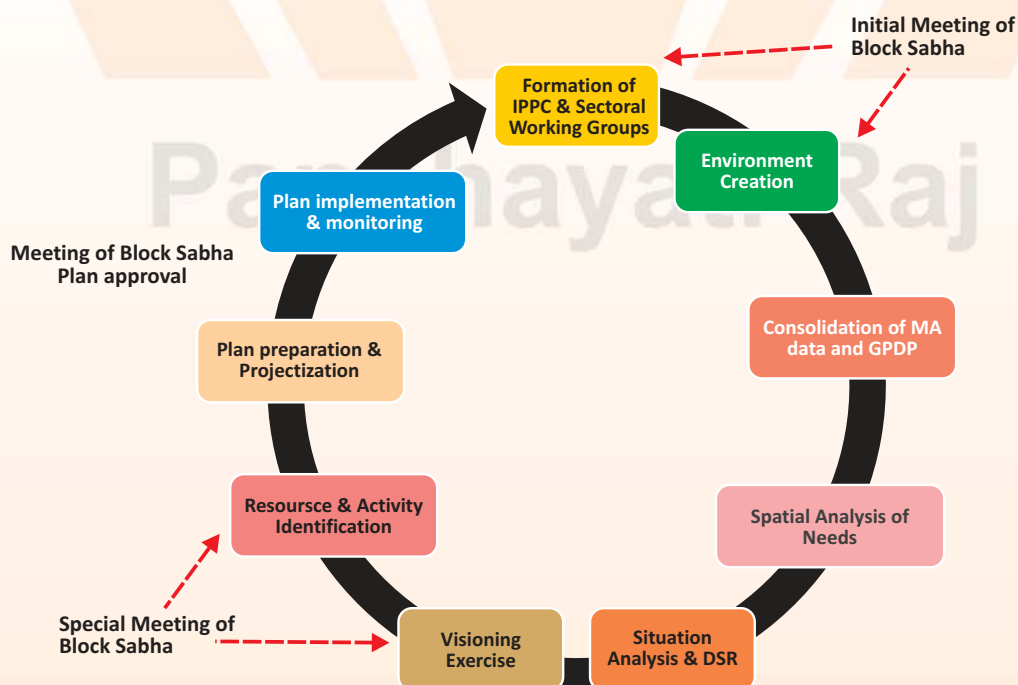 Initial Meeting of
Block Sabha
Formation of
IPPC & Sectoral
Working Groups
Environment
Creation
Consolidation of MA
data and GPDP
Spatial Analysis of
Needs
Situation
Analysis & DSR
Visioning
Exercise
Special Meeting of
Block Sabha
Resoursce & Activity
Identification
Plan preparation &
Projectization
Meeting of Block Sabha
Plan approval
Plan implementation
& monitoring
Panchayati Raj